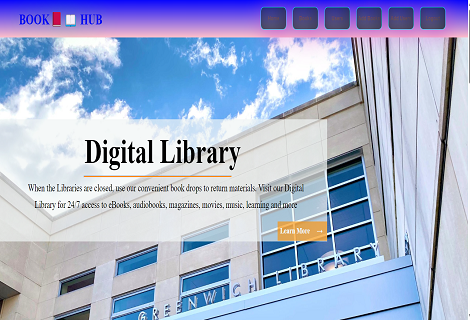 BOOK HUB
Digital Library
When the Libraries are closed, use our convenient book drops to return materials. Visit our Digital
Library for 24/7 access to eBooks, audiobooks, magazines, movies, music, learning and more
Learn More →
GREENWICH LIBRARY